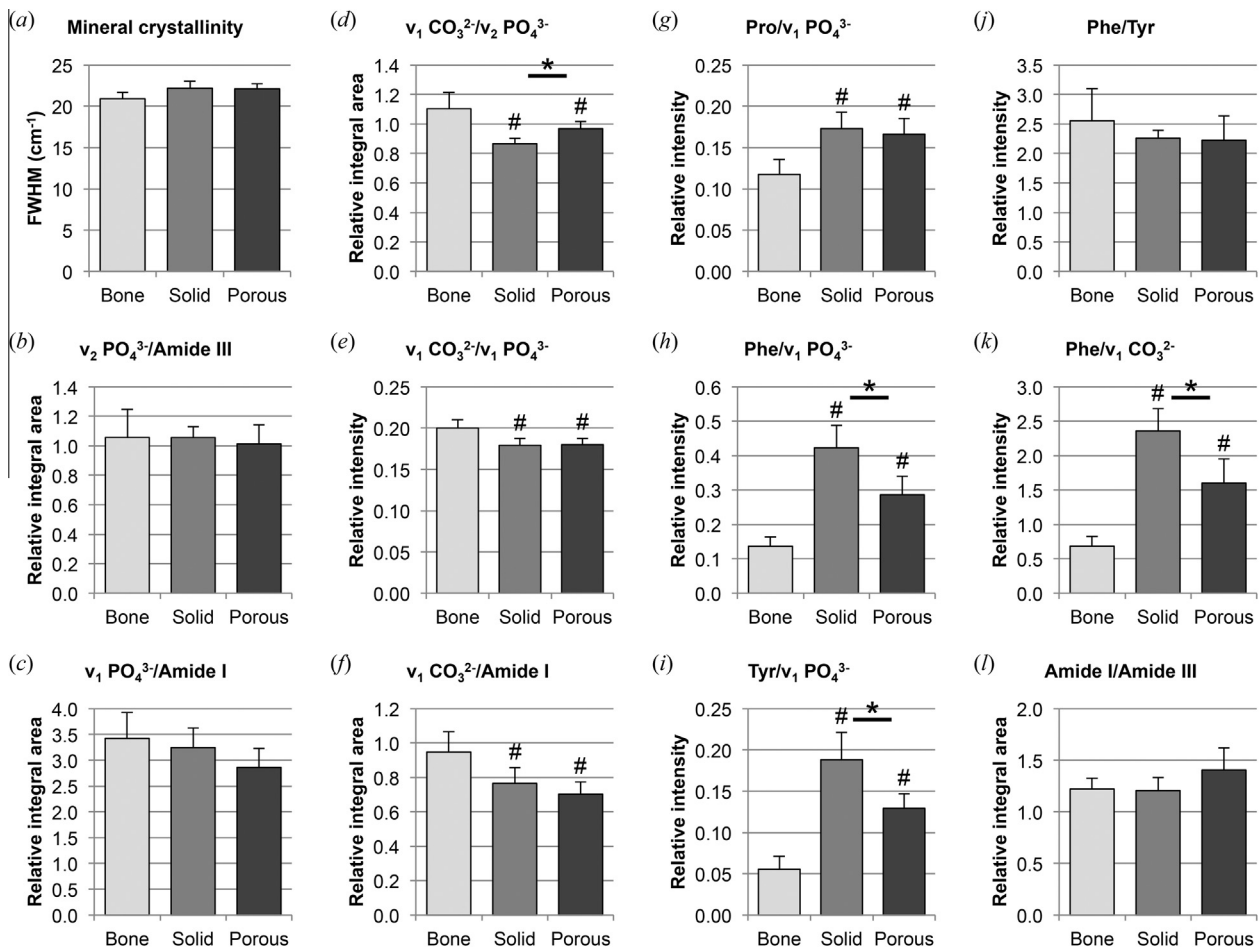 (a) Mineral crystallinity
FWHM (cm⁻¹)
25
20
15
10
5
0
Bone Solid Porous
(d) v₁ CO₃²⁻/v₂ PO₄³⁻
Relative integral area
1.4
1.2
1.0
0.8
0.6
0.4
0.2
0.0
# * #
Bone Solid Porous
(g) Pro/v₁ PO₄³⁻
Relative intensity
0.25
0.20
0.15
0.10
0.05
0.00
# #
Bone Solid Porous
(j) Phe/Tyr
Relative intensity
3.5
3.0
2.5
2.0
1.5
1.0
0.5
0.0
Bone Solid Porous
(b) v₂ PO₄³⁻/Amide III
Relative integral area
1.4
1.2
1.0
0.8
0.6
0.4
0.2
0.0
Bone Solid Porous
(e) v₁ CO₃²⁻/v₁ PO₄³⁻
Relative intensity
0.25
0.20
0.15
0.10
0.05
0.00
# #
Bone Solid Porous
(h) Phe/v₁ PO₄³⁻
Relative intensity
0.6
0.5
0.4
0.3
0.2
0.1
0.0
# * #
Bone Solid Porous
(k) Phe/v₁ CO₃²⁻
Relative intensity
3.0
2.5
2.0
1.5
1.0
0.5
0.0
# * #
Bone Solid Porous
(c) v₁ PO₄³⁻/Amide I
Relative integral area
4.0
3.5
3.0
2.5
2.0
1.5
1.0
0.5
0.0
Bone Solid Porous
(f) v₁ CO₃²⁻/Amide I
Relative integral area
1.2
1.0
0.8
0.6
0.4
0.2
0.0
# #
Bone Solid Porous
(i) Tyr/v₁ PO₄³⁻
Relative intensity
0.25
0.20
0.15
0.10
0.05
0.00
# * #
Bone Solid Porous
(l) Amide I/Amide III
Relative integral area
2.0
1.5
1.0
0.5
0.0
Bone Solid Porous